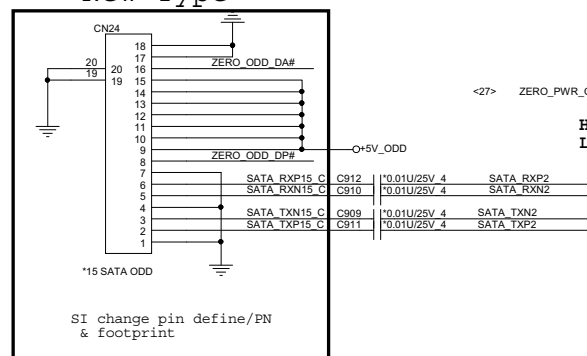 New Type
CN24
18
17
20 20 16 ZERO_ODD_DA#
19 19 15
14
13
12
11
10
9 +5V_ODD
8 ZERO_ODD_DP#
7
6 SATA_RXP15_C C912 *0.01U/25V_4 SATA_RXP2
5 SATA_RXN15_C C910 *0.01U/25V_4 SATA_RXN2
4
3 SATA_TXN15_C C909 *0.01U/25V_4 SATA_TXN2
2 SATA_TXP15_C C911 *0.01U/25V_4 SATA_TXP2
1
*15 SATA ODD
SI change pin define/PN
& footprint
<27> ZERO_PWR_
H
L